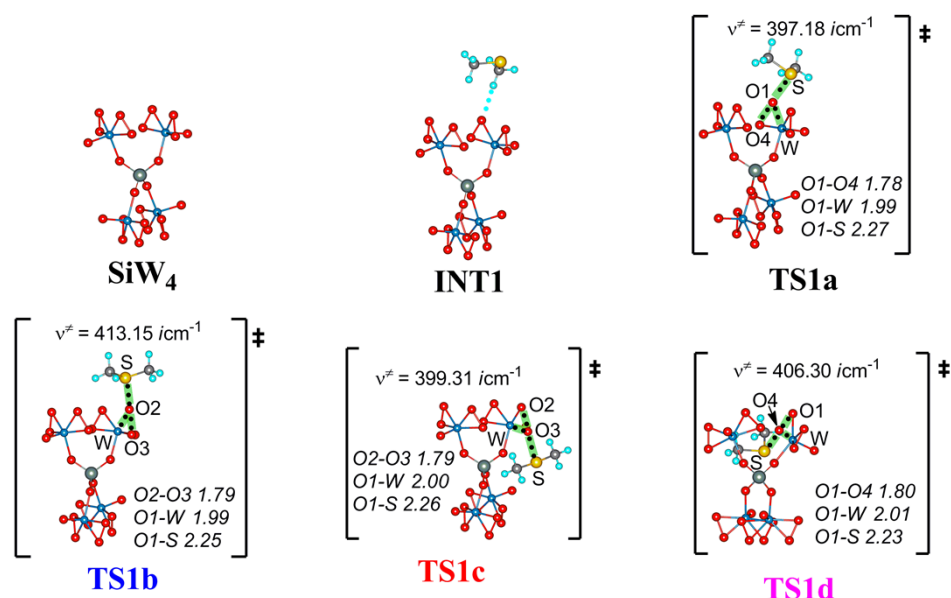 SiW₄
INT1
ν≠ = 397.18 icm⁻¹
‡
S
O1
O4
W
O1-O4 1.78
O1-W 1.99
O1-S 2.27
TS1a
ν≠ = 413.15 icm⁻¹
‡
S
O2
W
O3
O2-O3 1.79
O1-W 1.99
O1-S 2.25
TS1b
ν≠ = 399.31 icm⁻¹
‡
O2
W
O3
S
O2-O3 1.79
O1-W 2.00
O1-S 2.26
TS1c
ν≠ = 406.30 icm⁻¹
‡
O4
O1
W
S
O1-O4 1.80
O1-W 2.01
O1-S 2.23
TS1d